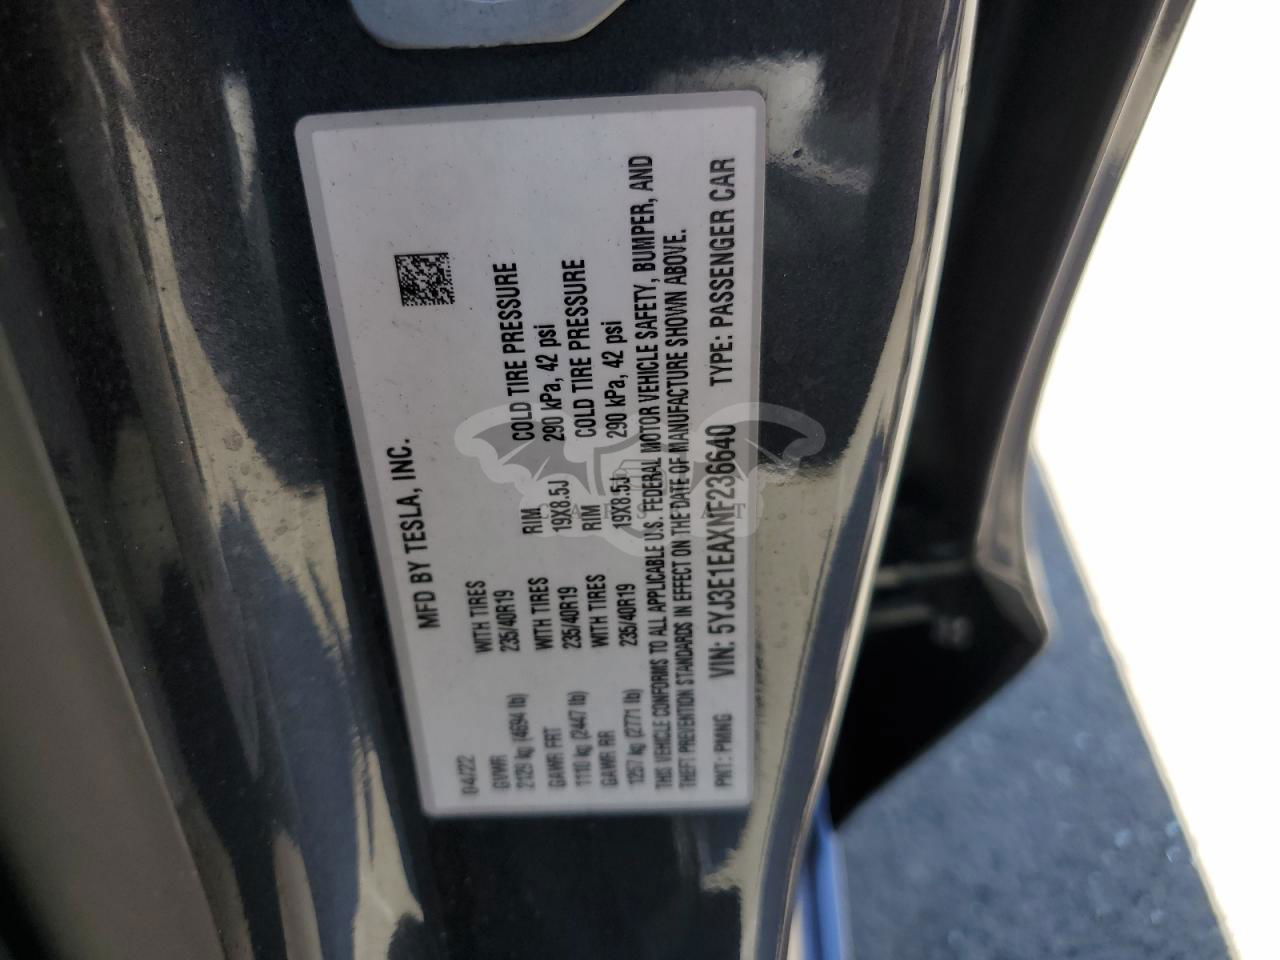 MFD BY TESLA, INC.
04/22
GVWR
2129 kg (4694 lb)
WITH TIRES
235/40R19
RIM
19X8.5J
COLD TIRE PRESSURE
290 kPa, 42 psi
GAWR FRT
1110 kg (2447 lb)
WITH TIRES
235/40R19
RIM
19X8.5J
COLD TIRE PRESSURE
290 kPa, 42 psi
GAWR RR
1257 kg (2771 lb)
WITH TIRES
235/40R19
THIS VEHICLE CONFORMS TO ALL APPLICABLE U.S. FEDERAL MOTOR VEHICLE SAFETY, BUMPER, AND
THEFT PREVENTION STANDARDS IN EFFECT ON THE DATE OF MANUFACTURE SHOWN ABOVE.
PNT: PMNG VIN: 5YJ3E1EAXNF236640 TYPE: PASSENGER CAR